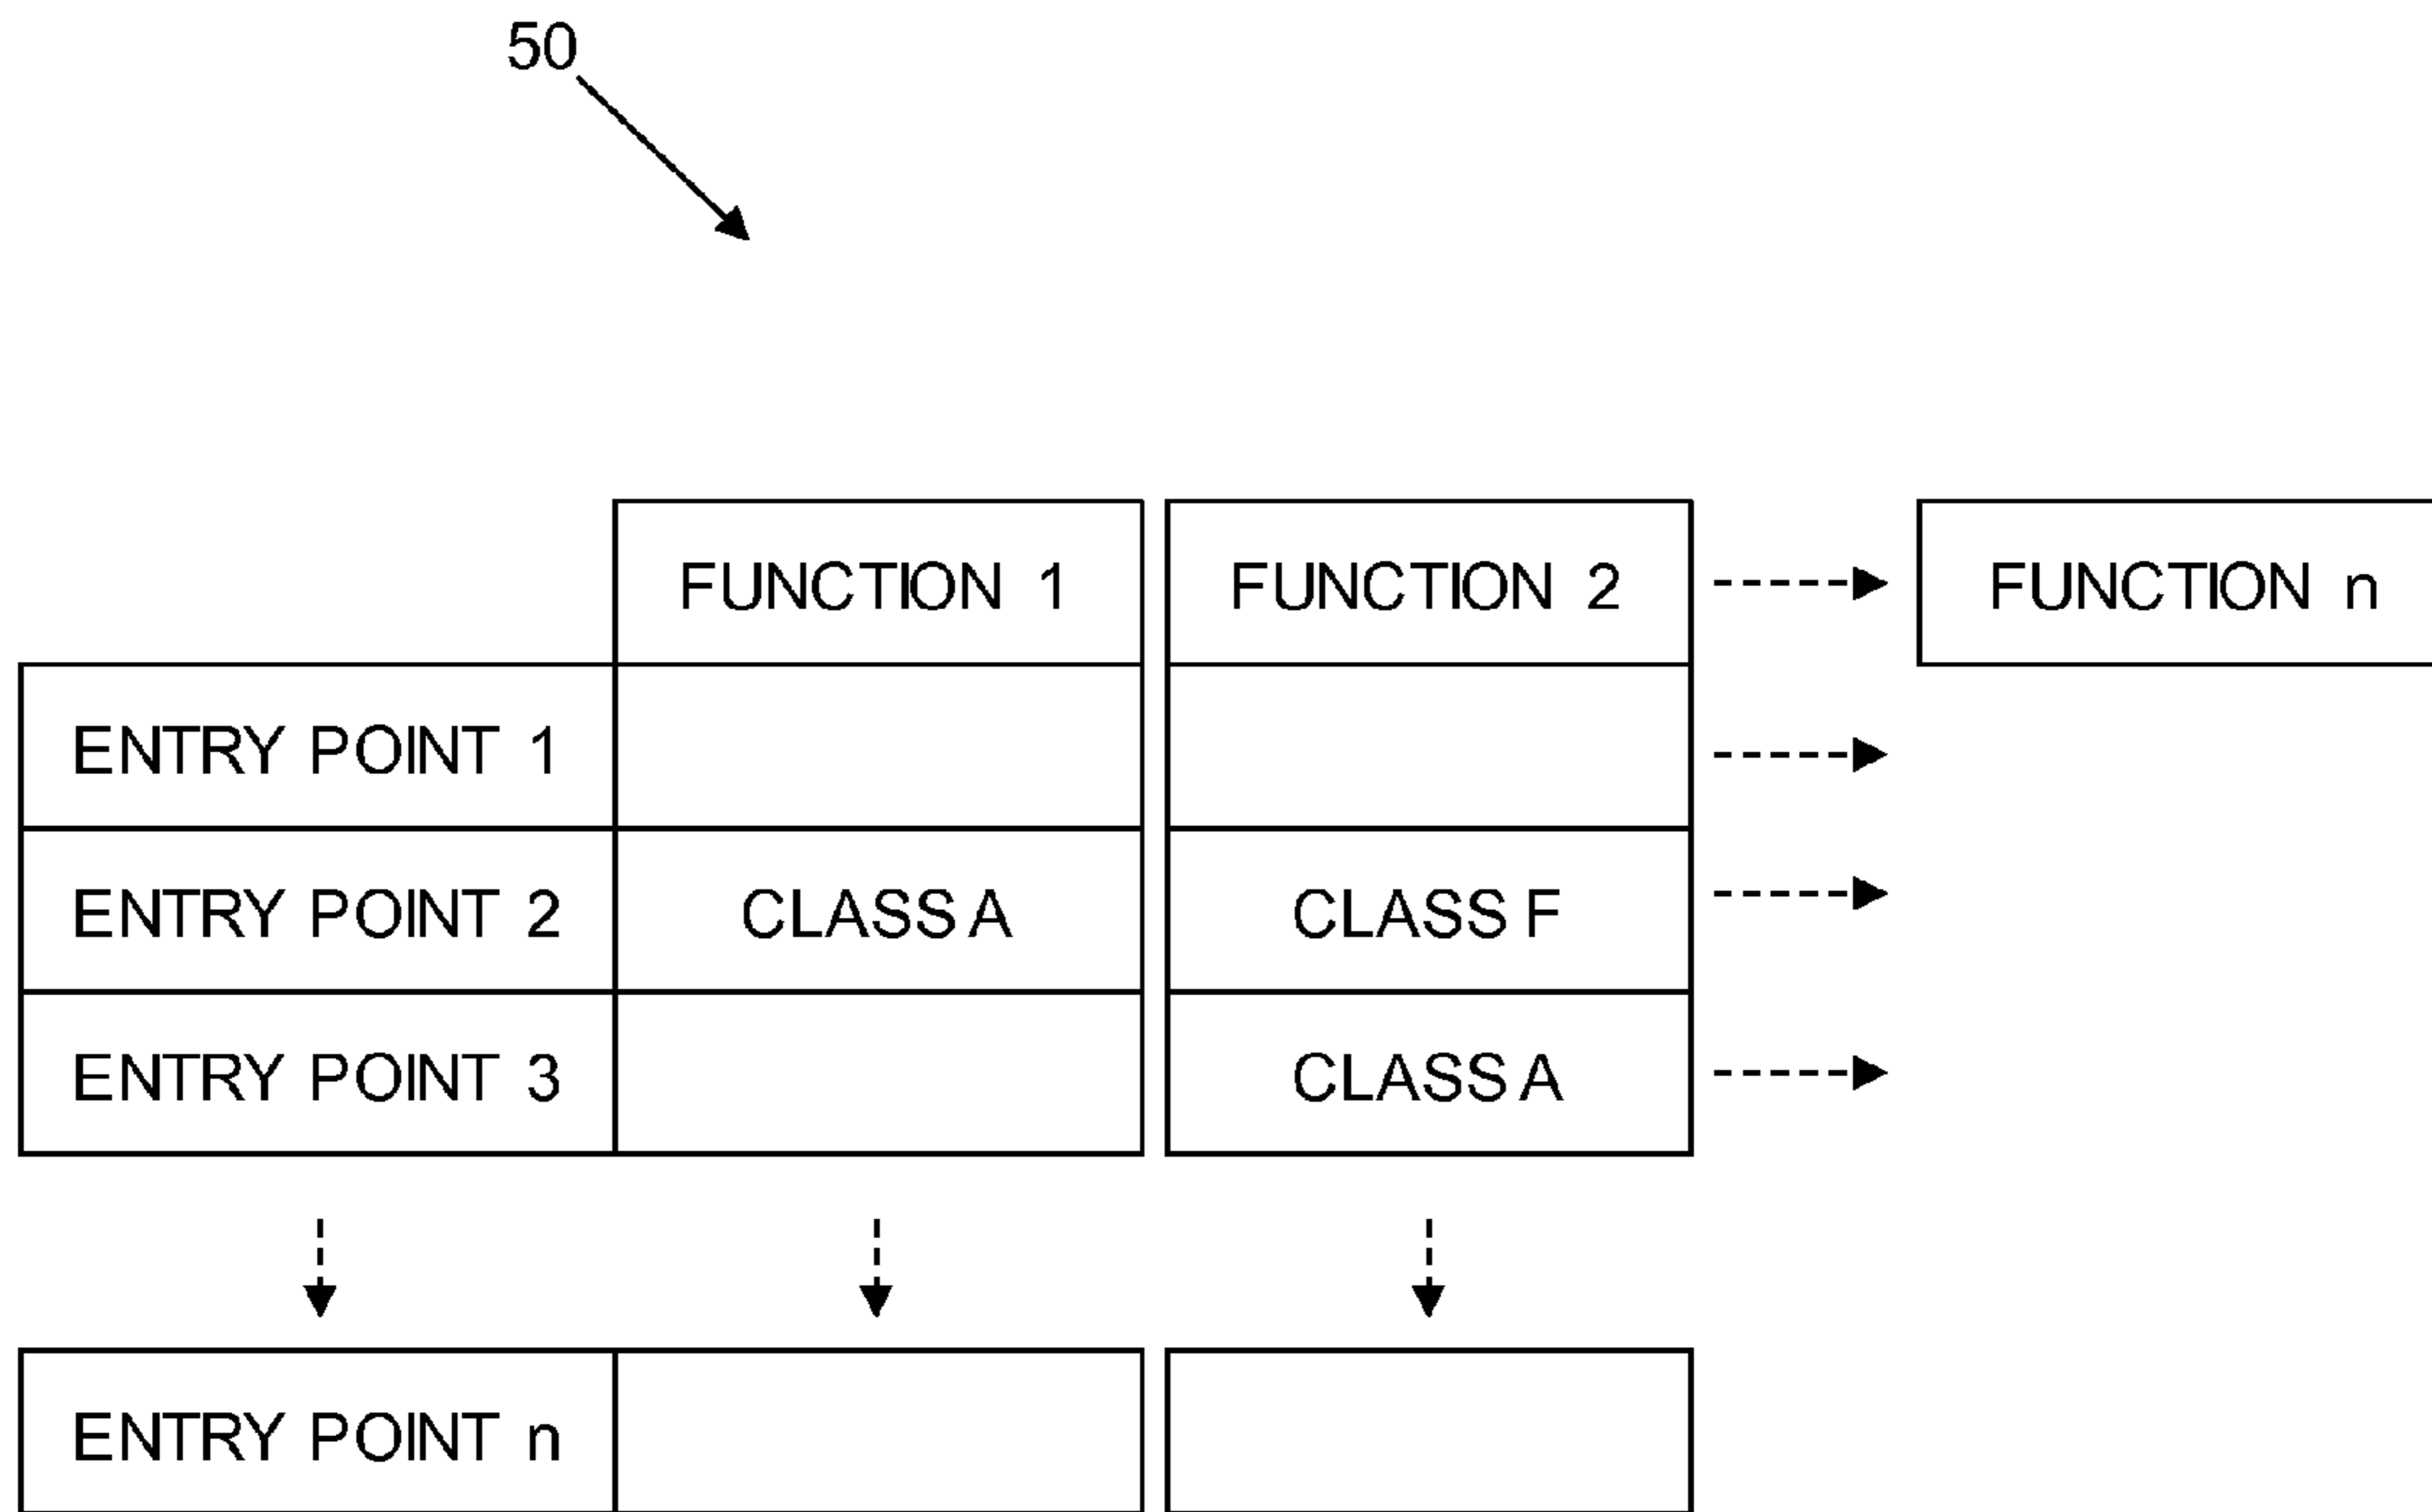 50
FUNCTION 1 FUNCTION 2 FUNCTION n
ENTRY POINT 1
ENTRY POINT 2 CLASS A CLASS F
ENTRY POINT 3 CLASS A
ENTRY POINT n